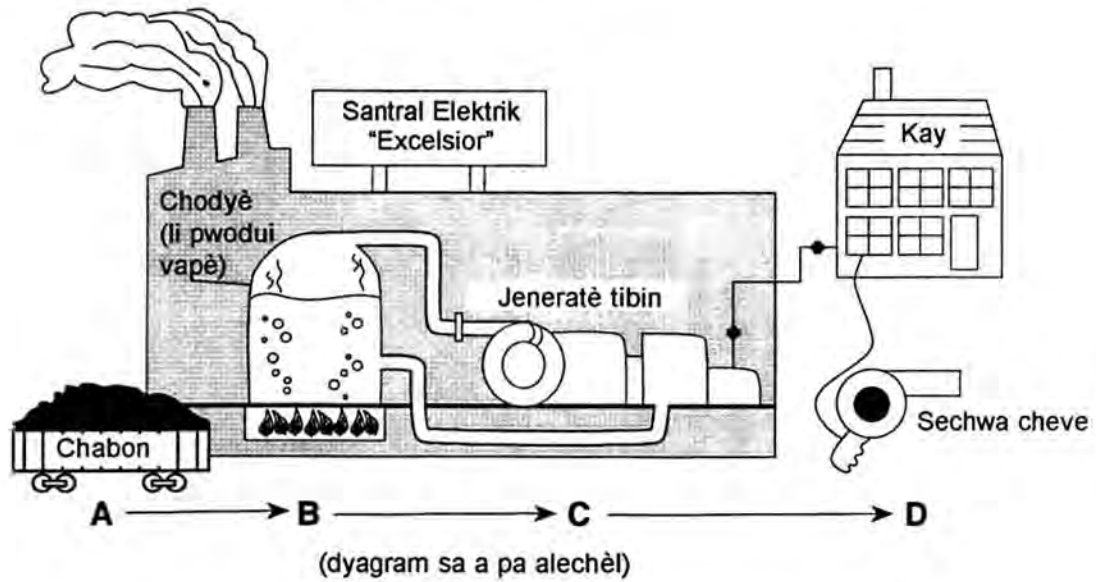 Santral Elektrik
“Excelsior”
Kay
Chodyè
(li pwodui
vapè)
Jeneratè tibin
Sechwa cheve
Chabon
A B C D
(dyagram sa a pa alechèl)